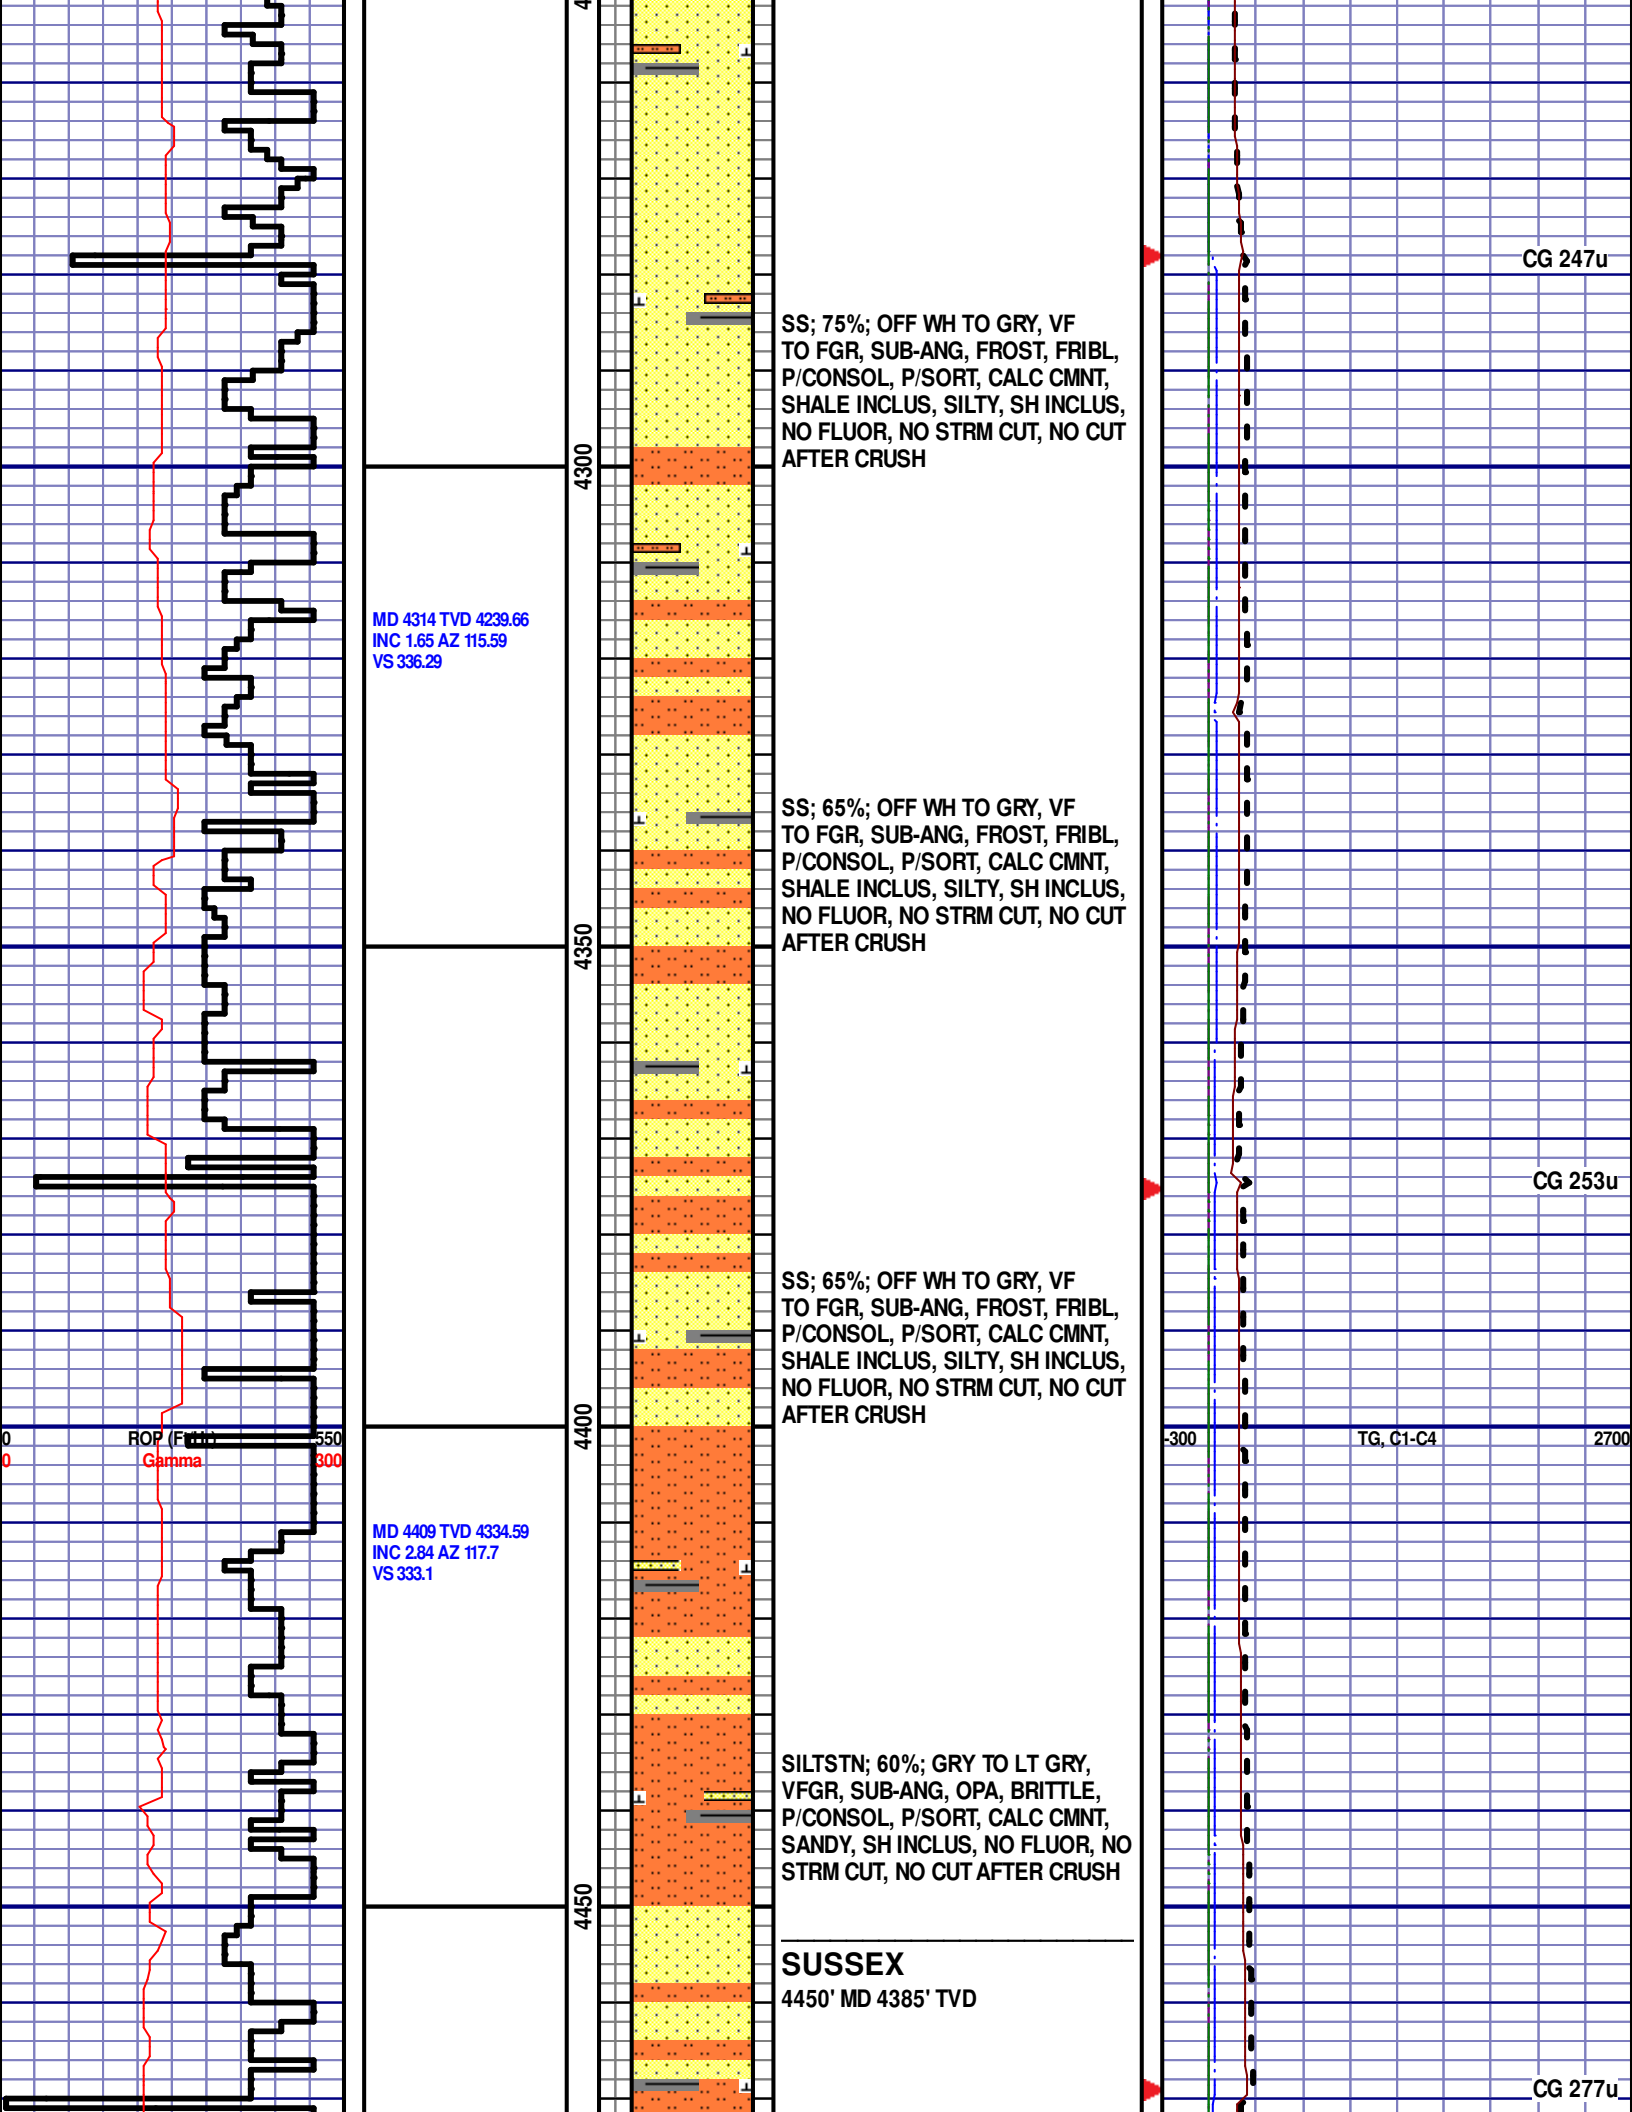 CG 247u
SS; 75%; OFF WH TO GRY, VF
TO FGR, SUB-ANG, FROST, FRIBL,
P/CONSOL, P/SORT, CALC CMNT,
SHALE INCLUS, SILTY, SH INCLUS,
NO FLUOR, NO STRM CUT, NO CUT
AFTER CRUSH
4300
MD 4314 TVD 4239.66
INC 1.65 AZ 115.59
VS 336.29
SS; 65%; OFF WH TO GRY, VF
TO FGR, SUB-ANG, FROST, FRIBL,
P/CONSOL, P/SORT, CALC CMNT,
SHALE INCLUS, SILTY, SH INCLUS,
NO FLUOR, NO STRM CUT, NO CUT
AFTER CRUSH
4350
CG 253u
SS; 65%; OFF WH TO GRY, VF
TO FGR, SUB-ANG, FROST, FRIBL,
P/CONSOL, P/SORT, CALC CMNT,
SHALE INCLUS, SILTY, SH INCLUS,
NO FLUOR, NO STRM CUT, NO CUT
AFTER CRUSH
4400
0 ROP (Ft/Hr) 550
0 Gamma 300
-300 TG, C1-C4 2700
MD 4409 TVD 4334.59
INC 2.84 AZ 117.7
VS 333.1
SILTSTN; 60%; GRY TO LT GRY,
VFGR, SUB-ANG, OPA, BRITTLE,
P/CONSOL, P/SORT, CALC CMNT,
SANDY, SH INCLUS, NO FLUOR, NO
STRM CUT, NO CUT AFTER CRUSH
4450
SUSSEX
4450' MD 4385' TVD
CG 277u